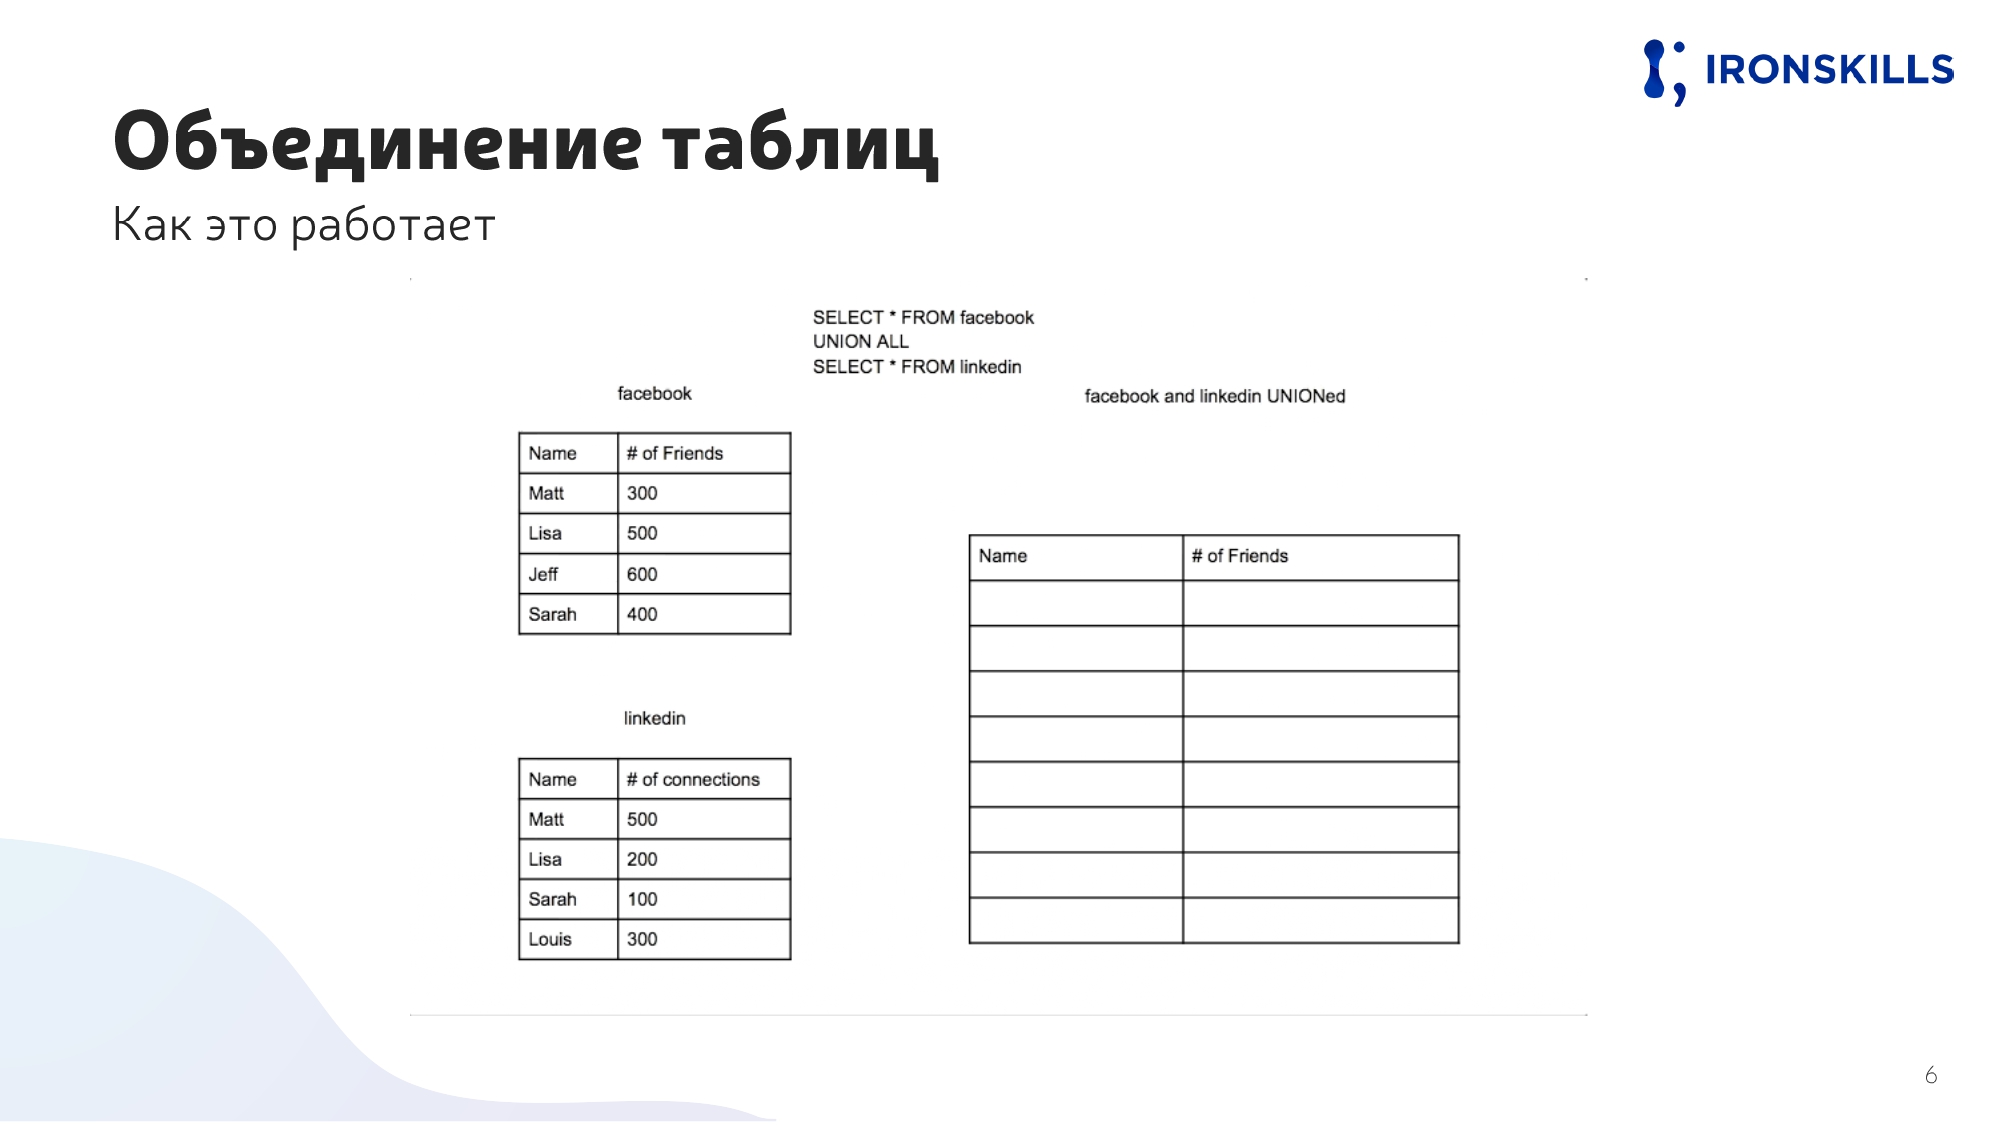 IRONSKILLS
Объединение таблиц
Как это работает
SELECT * FROM facebook
UNION ALL
SELECT * FROM linkedin
facebook
Name # of Friends
Matt 300
Lisa 500
Jeff 600
Sarah 400
linkedin
Name # of connections
Matt 500
Lisa 200
Sarah 100
Louis 300
facebook and linkedin UNIONed
Name # of Friends
6